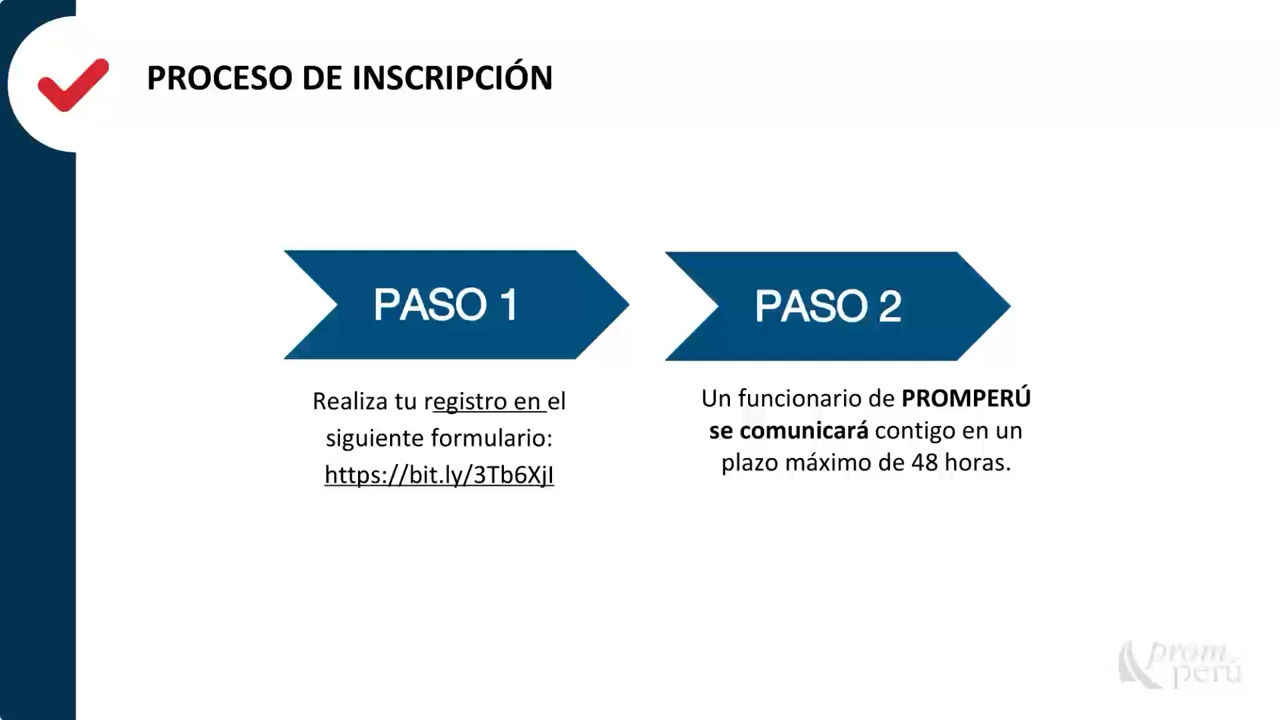 PROCESO DE INSCRIPCIÓN
PASO 1
Realiza tu registro en el
siguiente formulario:
https://bit.ly/3Tb6XjI
PASO 2
Un funcionario de PROMPERÚ
se comunicará contigo en un
plazo máximo de 48 horas.
prom
perú